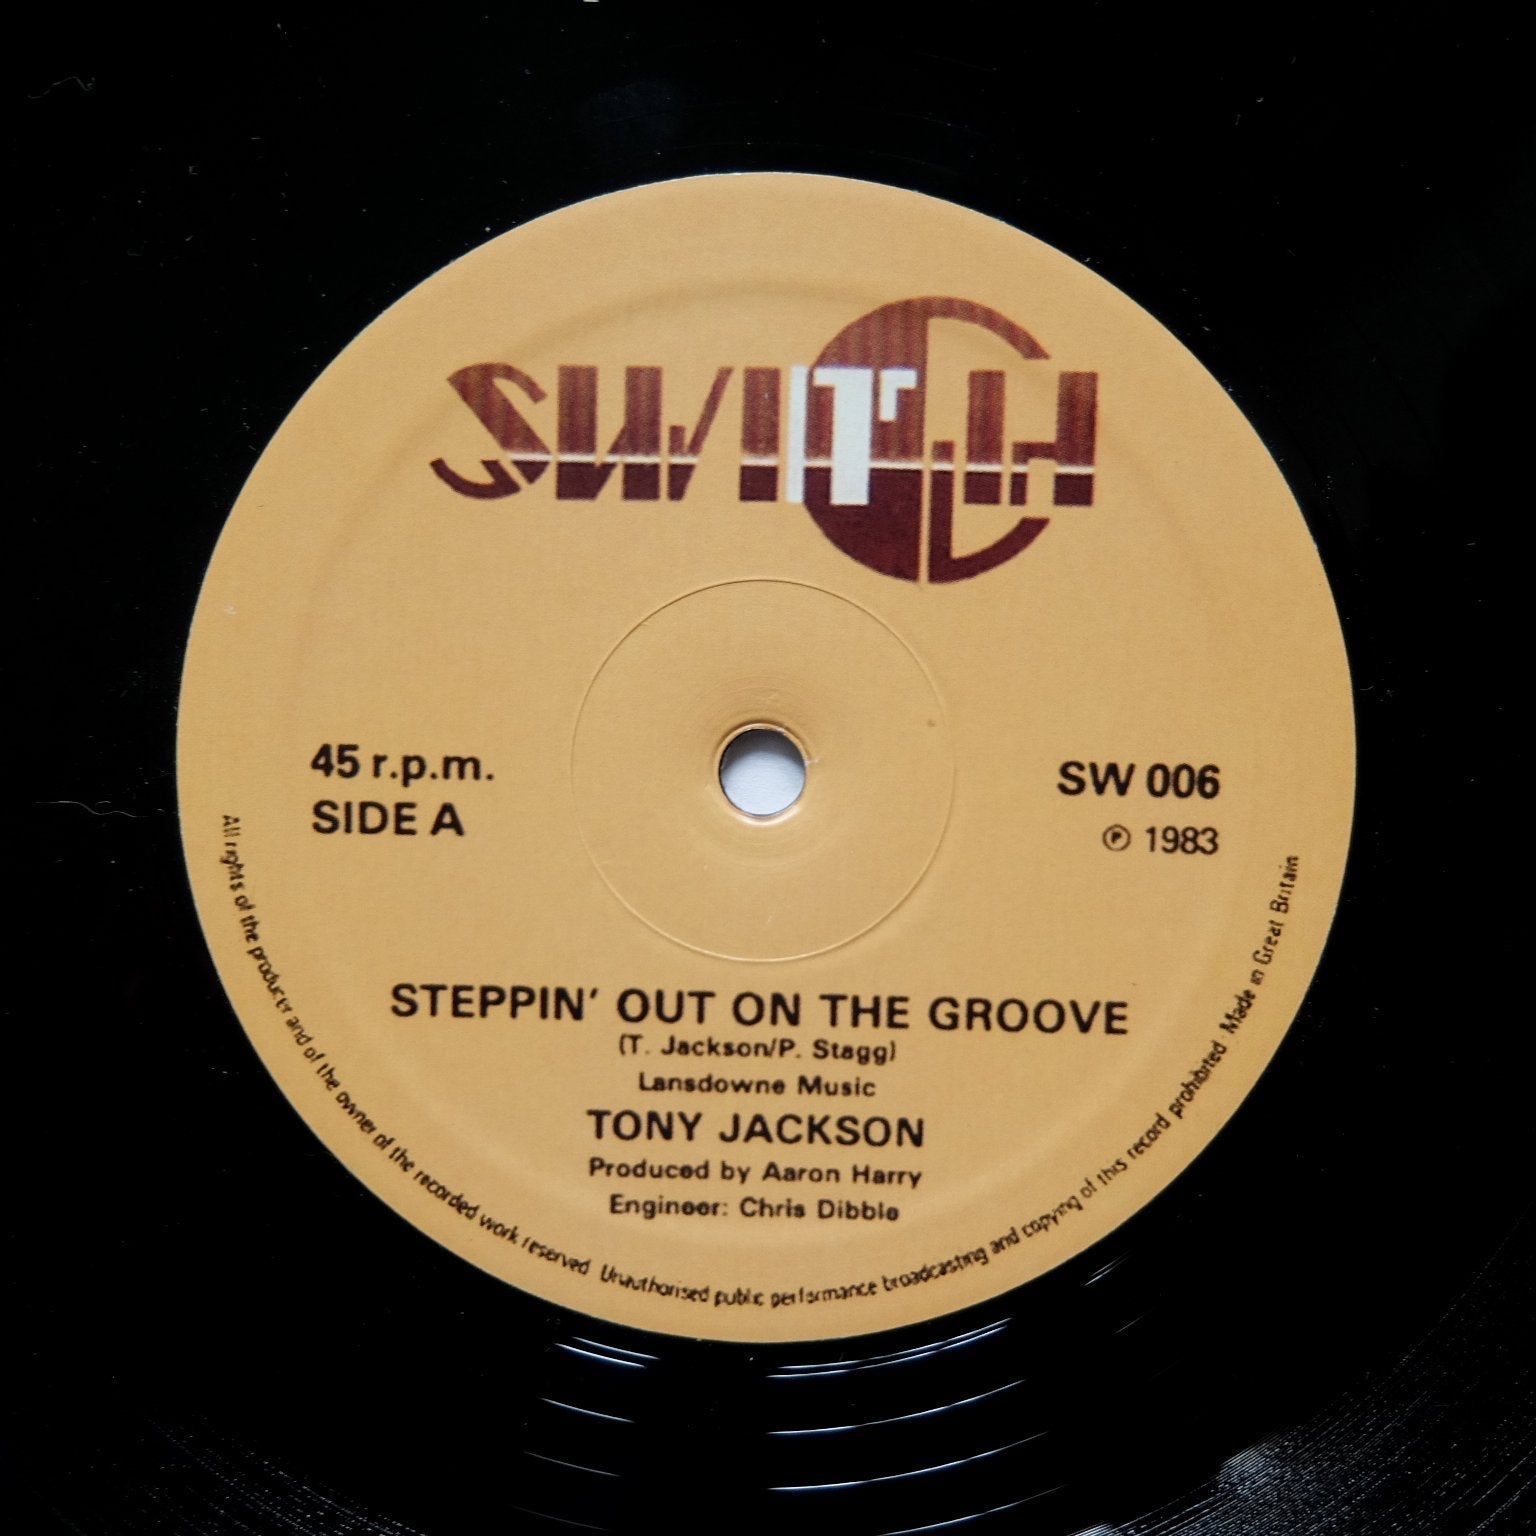 SWITCH
45 r.p.m.
SIDE A
SW 006
℗ 1983
STEPPIN' OUT ON THE GROOVE
(T. Jackson/P. Stagg)
Lansdowne Music
TONY JACKSON
Produced by Aaron Harry
Engineer: Chris Dibble
All rights of the producer and of the owner of the recorded work reserved. Unauthorised public performance broadcasting and copying of this record prohibited. Made in Great Britain